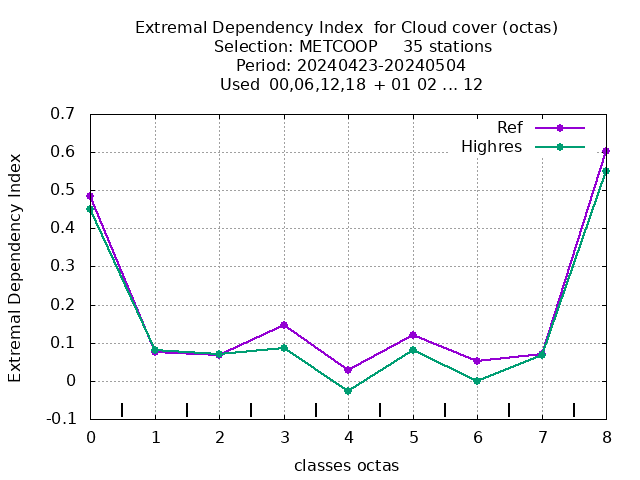 Extremal Dependency Index  for Cloud cover (octas)
Selection: METCOOP     35 stations
Period: 20240423-20240504
Used  00,06,12,18  + 01 02 ... 12
Ref
Highres
0.7
0.6
0.5
0.4
0.3
0.2
0.1
0
-0.1
Extremal Dependency Index
0 1 2 3 4 5 6 7 8
classes octas